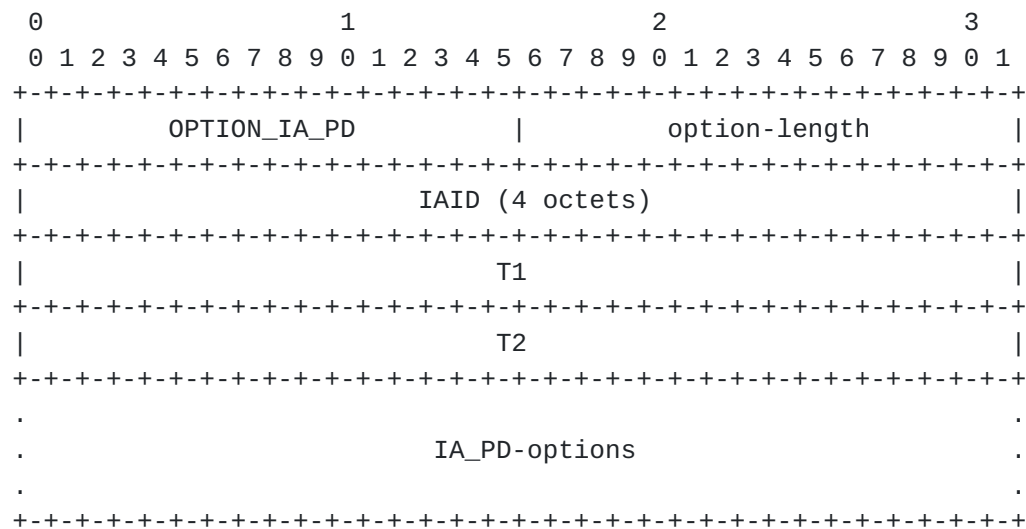 0                   1                   2                   3
 0 1 2 3 4 5 6 7 8 9 0 1 2 3 4 5 6 7 8 9 0 1 2 3 4 5 6 7 8 9 0 1
+-+-+-+-+-+-+-+-+-+-+-+-+-+-+-+-+-+-+-+-+-+-+-+-+-+-+-+-+-+-+-+-+
|         OPTION_IA_PD          |         option-length         |
+-+-+-+-+-+-+-+-+-+-+-+-+-+-+-+-+-+-+-+-+-+-+-+-+-+-+-+-+-+-+-+-+
|                         IAID (4 octets)                       |
+-+-+-+-+-+-+-+-+-+-+-+-+-+-+-+-+-+-+-+-+-+-+-+-+-+-+-+-+-+-+-+-+
|                              T1                               |
+-+-+-+-+-+-+-+-+-+-+-+-+-+-+-+-+-+-+-+-+-+-+-+-+-+-+-+-+-+-+-+-+
|                              T2                               |
+-+-+-+-+-+-+-+-+-+-+-+-+-+-+-+-+-+-+-+-+-+-+-+-+-+-+-+-+-+-+-+-+
.                                                               .
.                          IA_PD-options                        .
.                                                               .
+-+-+-+-+-+-+-+-+-+-+-+-+-+-+-+-+-+-+-+-+-+-+-+-+-+-+-+-+-+-+-+-+